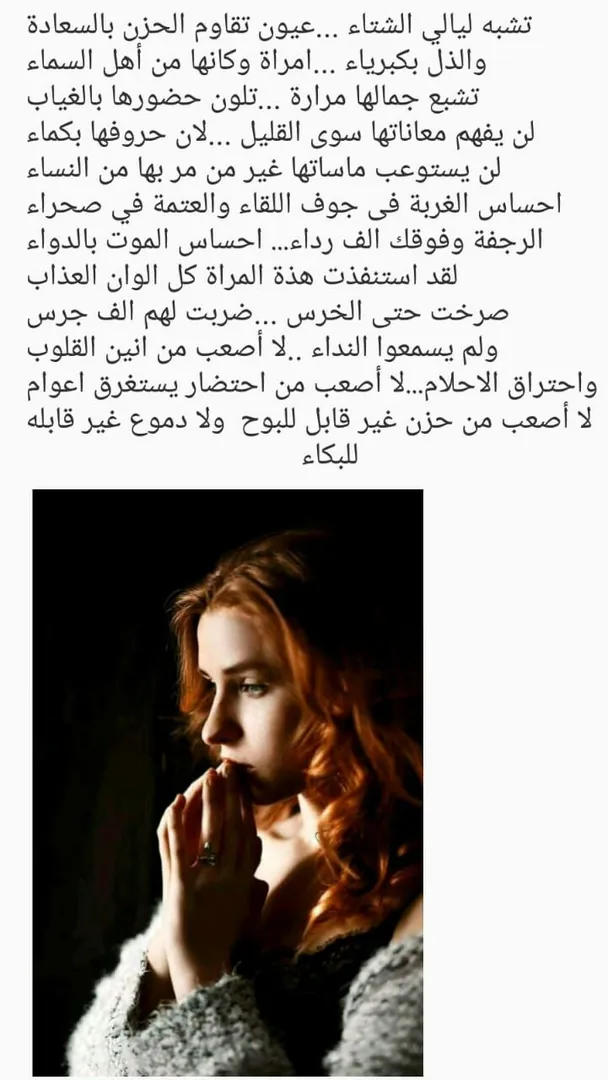 تشبه ليالي الشتاء ...عيون تقاوم الحزن بالسعادة
والذل بكبرياء ...امراة وكانها من أهل السماء
تشبع جمالها مرارة ...تلون حضورها بالغياب
لن يفهم معاناتها سوى القليل ...لان حروفها بكماء
لن يستوعب ماساتها غير من مر بها من النساء
احساس الغربة فى جوف اللقاء والعتمة في صحراء
الرجفة وفوقك الف رداء... احساس الموت بالدواء
لقد استنفذت هذة المراة كل الوان العذاب
صرخت حتى الخرس ...ضربت لهم الف جرس
ولم يسمعوا النداء ..لا أصعب من انين القلوب
واحتراق الاحلام...لا أصعب من احتضار يستغرق اعوام
لا أصعب من حزن غير قابل للبوح ولا دموع غير قابله
للبكاء